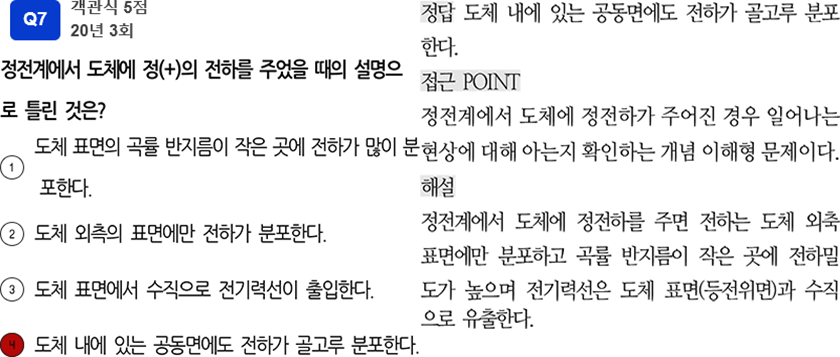 Q7
객관식 5점
20년 3회
정전계에서 도체에 정(+)의 전하를 주었을 때의 설명으
로 틀린 것은?
1 도체 표면의 곡률 반지름이 작은 곳에 전하가 많이 분
포한다.
2 도체 외측의 표면에만 전하가 분포한다.
3 도체 표면에서 수직으로 전기력선이 출입한다.
4 도체 내에 있는 공동면에도 전하가 골고루 분포한다.
정답 도체 내에 있는 공동면에도 전하가 골고루 분포
한다.
접근 POINT
정전계에서 도체에 정전하가 주어진 경우 일어나는
현상에 대해 아는지 확인하는 개념 이해형 문제이다.
해설
정전계에서 도체에 정전하를 주면 전하는 도체 외측
표면에만 분포하고 곡률 반지름이 작은 곳에 전하밀
도가 높으며 전기력선은 도체 표면(등전위면)과 수직
으로 유출한다.